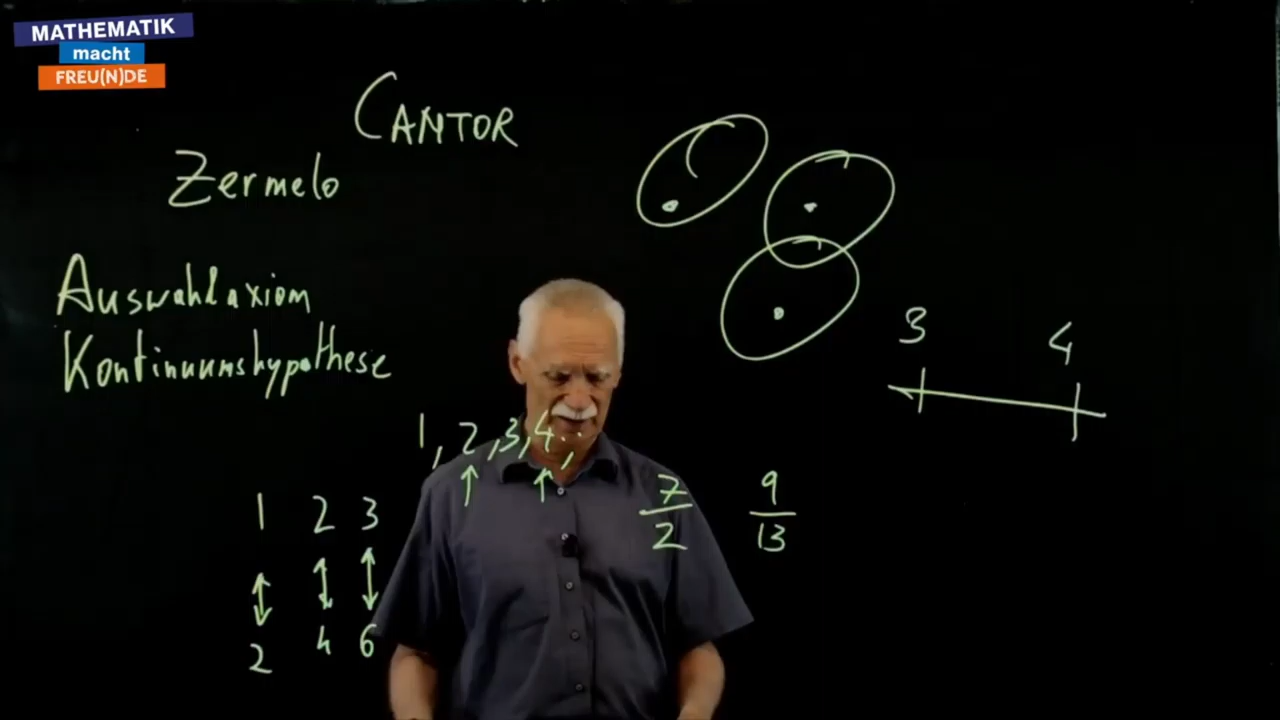 MATHEMATIK
macht
FREU(N)DE
CANTOR
Zermelo
Auswahlaxiom
Kontinuumshypothese
3 4
1, 2, 3, 4..,
7/2 9/13
1 2 3
2 4 6